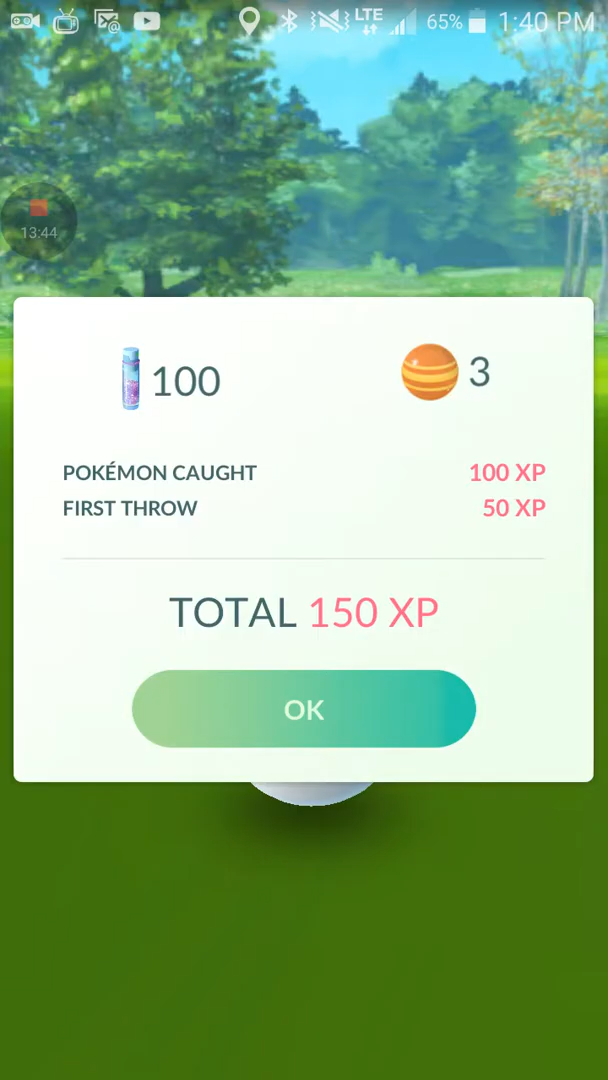 LTE 65% 1:40 PM
13:44
100 3
POKÉMON CAUGHT 100 XP
FIRST THROW 50 XP
TOTAL 150 XP
OK